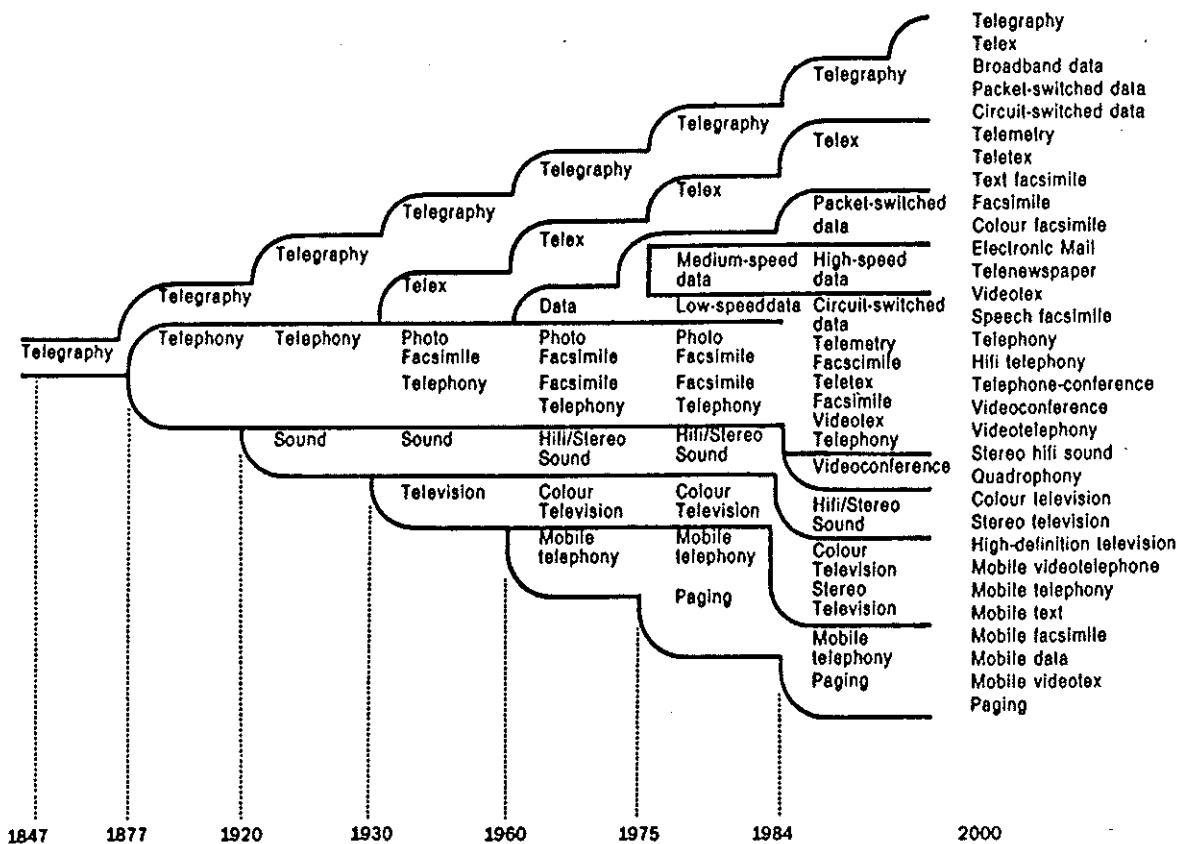 Telegraphy
Telegraphy
Telephony
Telegraphy
Telephony
Sound
Telegraphy
Telex
Photo
Facsimile
Telephony
Sound
Television
Telegraphy
Telex
Data
Photo
Facsimile
Facsimile
Telephony
Hifi/Stereo
Sound
Colour
Television
Mobile
telephony
Telegraphy
Telex
Medium-speed
data
Low-speeddata
Photo
Facsimile
Facsimile
Telephony
Hifi/Stereo
Sound
Colour
Television
Mobile
telephony
Paging
Telegraphy
Telex
Packet-switched
data
High-speed
data
Circuit-switched
data
Telemetry
Facscimile
Teletex
Facsimile
Videotex
Telephony
Videoconference
Hifi/Stereo
Sound
Colour
Television
Stereo
Television
Mobile
telephony
Paging
Telegraphy
Telex
Broadband data
Packet-switched data
Circuit-switched data
Telemetry
Teletex
Text facsimile
Facsimile
Colour facsimile
Electronic Mail
Telenewspaper
Videotex
Speech facsimile
Telephony
Hifi telephony
Telephone-conference
Videoconference
Videotelephony
Stereo hifi sound
Quadrophony
Colour television
Stereo television
High-definition television
Mobile videotelephone
Mobile telephony
Mobile text
Mobile facsimile
Mobile data
Mobile videotex
Paging
1847 1877 1920 1930 1960 1975 1984 2000